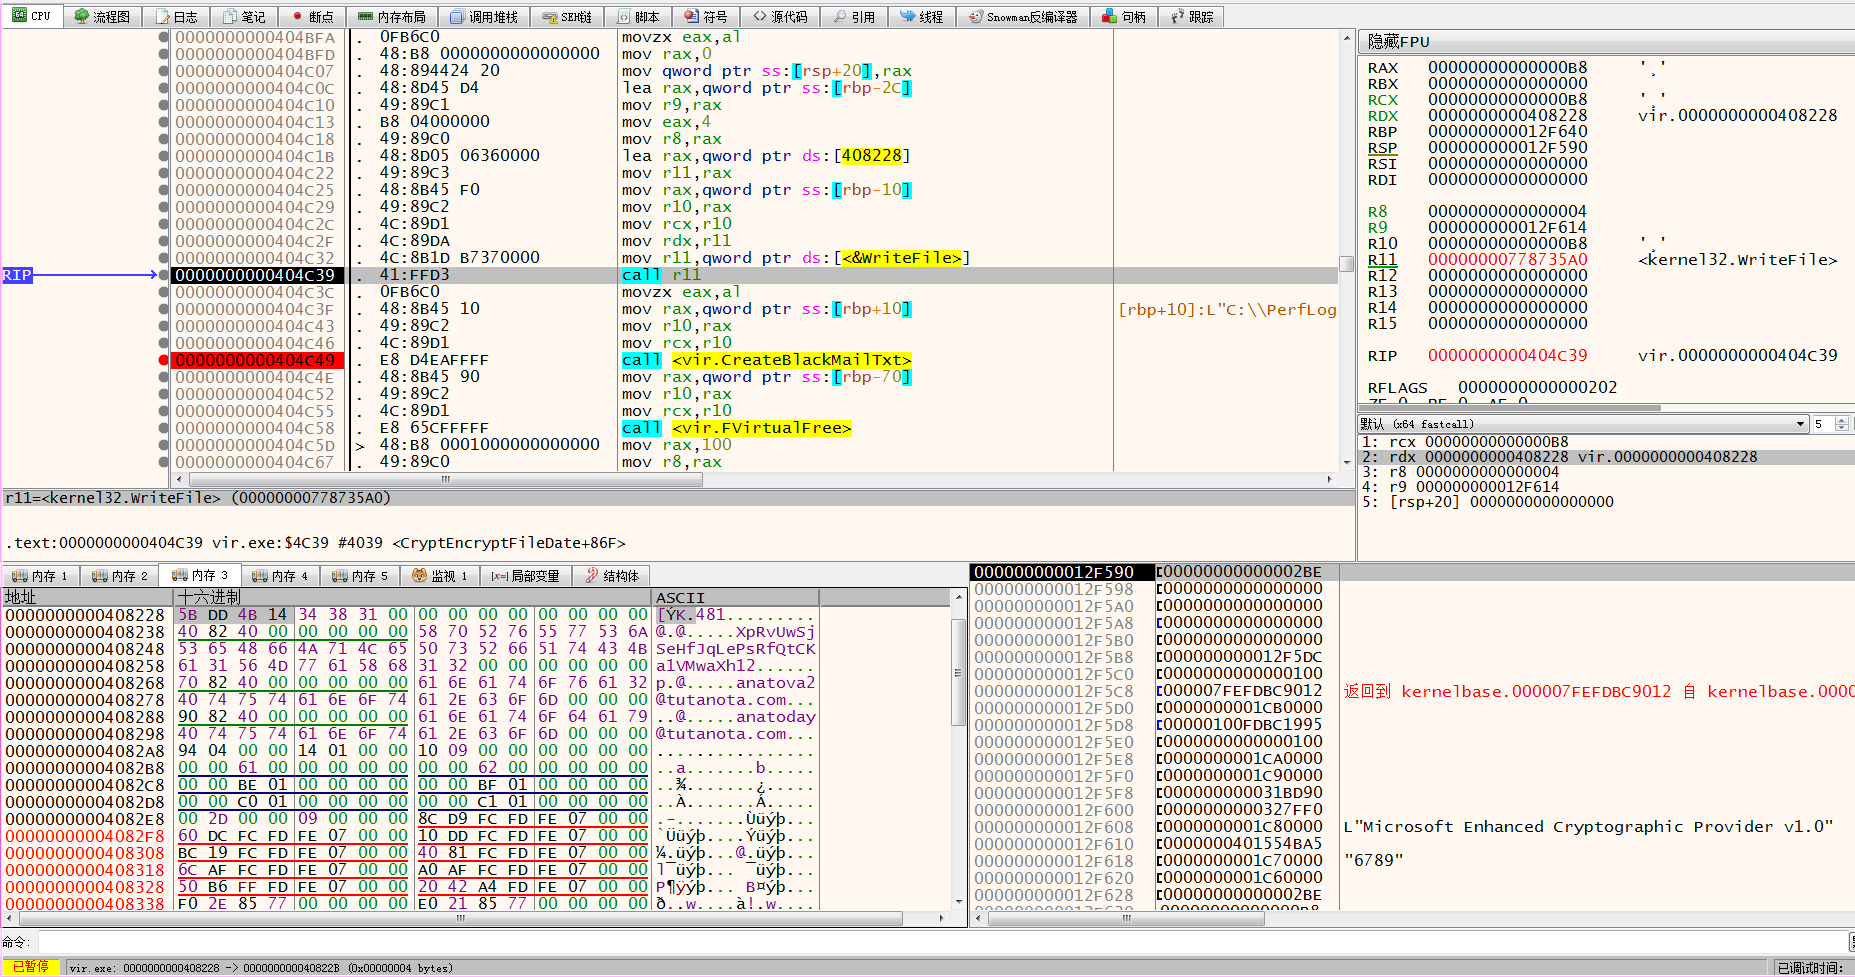 CPU 流程图 日志 笔记 断点 内存布局 调用堆栈 SEH链 脚本 符号 源代码 引用 线程 Snowman反编译器 句柄 跟踪
0000000000404BFA . 0FB6C0 movzx eax,al
0000000000404BFD . 48:B8 0000000000000000 mov rax,0
0000000000404C07 . 48:894424 20 mov qword ptr ss:[rsp+20],rax
0000000000404C0C . 48:8D45 D4 lea rax,qword ptr ss:[rbp-2C]
0000000000404C10 . 49:89C1 mov r9,rax
0000000000404C13 . B8 04000000 mov eax,4
0000000000404C18 . 49:89C0 mov r8,rax
0000000000404C1B . 48:8D05 06360000 lea rax,qword ptr ds:[408228]
0000000000404C22 . 49:89C3 mov r11,rax
0000000000404C25 . 48:8B45 F0 mov rax,qword ptr ss:[rbp-10]
0000000000404C29 . 49:89C2 mov r10,rax
0000000000404C2C . 4C:89D1 mov rcx,r10
0000000000404C2F . 4C:89DA mov rdx,r11
0000000000404C32 . 4C:8B1D B7370000 mov r11,qword ptr ds:[<&WriteFile>]
RIP 0000000000404C39 . 41:FFD3 call r11
0000000000404C3C . 0FB6C0 movzx eax,al
0000000000404C3F . 48:8B45 10 mov rax,qword ptr ss:[rbp+10] [rbp+10]:L"C:\\PerfLog
0000000000404C43 . 49:89C2 mov r10,rax
0000000000404C46 . 4C:89D1 mov rcx,r10
0000000000404C49 . E8 D4EAFFFF call <vir.CreateBlackMailTxt>
0000000000404C4E . 48:8B45 90 mov rax,qword ptr ss:[rbp-70]
0000000000404C52 . 49:89C2 mov r10,rax
0000000000404C55 . 4C:89D1 mov rcx,r10
0000000000404C58 . E8 65CFFFFF call <vir.FVirtualFree>
0000000000404C5D > 48:B8 0001000000000000 mov rax,100
0000000000404C67 . 49:89C0 mov r8,rax
隐藏FPU
RAX 00000000000000B8 '¸'
RBX 0000000000000000
RCX 00000000000000B8 '¸'
RDX 0000000000408228 vir.0000000000408228
RBP 000000000012F640
RSP 000000000012F590
RSI 0000000000000000
RDI 0000000000000000
R8 0000000000000004
R9 000000000012F614
R10 00000000000000B8 '¸'
R11 00000000778735A0 <kernel32.WriteFile>
R12 0000000000000000
R13 0000000000000000
R14 0000000000000000
R15 0000000000000000
RIP 0000000000404C39 vir.0000000000404C39
RFLAGS 0000000000000202
默认 (x64 fastcall) 5
1: rcx 00000000000000B8
2: rdx 0000000000408228 vir.0000000000408228
3: r8 0000000000000004
4: r9 000000000012F614
5: [rsp+20] 0000000000000000
r11=<kernel32.WriteFile> (00000000778735A0)
.text:0000000000404C39 vir.exe:$4C39 #4039 <CryptEncryptFileDate+86F>
内存 1 内存 2 内存 3 内存 4 内存 5 监视 1 [x=] 局部变量 结构体
地址 十六进制 ASCII
0000000000408228 5B DD 4B 14 34 38 31 00 00 00 00 00 00 00 00 00 [ÝK.481.........
0000000000408238 40 82 40 00 00 00 00 00 58 70 52 76 55 77 53 6A @.@.....XpRvUwSj
0000000000408248 53 65 48 66 4A 71 4C 65 50 73 52 66 51 74 43 4B SeHfJqLePsRfQtCK
0000000000408258 61 31 56 4D 77 61 58 68 31 32 00 00 00 00 00 00 a1VMwaXh12......
0000000000408268 70 82 40 00 00 00 00 00 61 6E 61 74 6F 76 61 32 p.@.....anatova2
0000000000408278 40 74 75 74 61 6E 6F 74 61 2E 63 6F 6D 00 00 00 @tutanota.com...
0000000000408288 90 82 40 00 00 00 00 00 61 6E 61 74 6F 64 61 79 ..@.....anatoday
0000000000408298 40 74 75 74 61 6E 6F 74 61 2E 63 6F 6D 00 00 00 @tutanota.com...
00000000004082A8 94 04 00 00 14 01 00 00 10 09 00 00 00 00 00 00 ................
00000000004082B8 00 00 61 00 00 00 00 00 00 00 62 00 00 00 00 00 ..a.......b.....
00000000004082C8 00 00 BE 01 00 00 00 00 00 00 BF 01 00 00 00 00 ..¾.......¿.....
00000000004082D8 00 00 C0 01 00 00 00 00 00 00 C1 01 00 00 00 00 ..À.......Á.....
00000000004082E8 00 2D 00 00 09 00 00 00 8C D9 FC FD FE 07 00 00 .-.......Ùüýþ...
00000000004082F8 60 DC FC FD FE 07 00 00 10 DD FC FD FE 07 00 00 `Üüýþ....Ýüýþ...
0000000000408308 BC 19 FC FD FE 07 00 00 40 81 FC FD FE 07 00 00 ¼.üýþ...@.üýþ...
0000000000408318 6C AF FC FD FE 07 00 00 A0 AF FC FD FE 07 00 00 l¯üýþ... ¯üýþ...
0000000000408328 50 B6 FF FD FE 07 00 00 20 42 A4 FD FE 07 00 00 P¶ÿýþ... B¤ýþ...
0000000000408338 F0 2E 85 77 00 00 00 00 E0 21 85 77 00 00 00 00 ð..w....à!.w....
000000000012F590 00000000000002BE
000000000012F598 0000000000000000
000000000012F5A0 0000000000000000
000000000012F5A8 0000000000000000
000000000012F5B0 0000000000000000
000000000012F5B8 000000000012F5DC
000000000012F5C0 0000000000000100
000000000012F5C8 000007FEFDBC9012 返回到 kernelbase.000007FEFDBC9012 自 kernelbase.0000
000000000012F5D0 0000000001CB0000
000000000012F5D8 00000100FDBC1995
000000000012F5E0 0000000000000100
000000000012F5E8 0000000001CA0000
000000000012F5F0 0000000001C90000
000000000012F5F8 000000000031BD90
000000000012F600 0000000000327FF0
000000000012F608 0000000001C80000 L"Microsoft Enhanced Cryptographic Provider v1.0"
000000000012F610 0000000401554BA5
000000000012F618 0000000001C70000 "6789"
000000000012F620 0000000001C60000
000000000012F628 00000000000002BE
命令:
已暂停 vir.exe: 0000000000408228 -> 000000000040822B (0x00000004 bytes) 已调试时间: